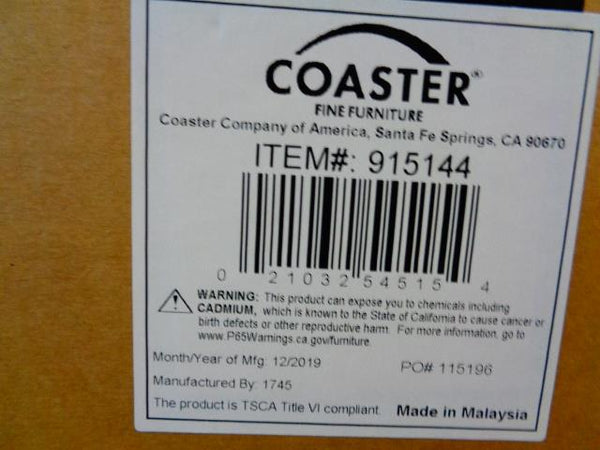 COASTER®
FINE FURNITURE
Coaster Company of America, Santa Fe Springs, CA 90670
ITEM#: 915144
0 21032 54515 4
WARNING: This product can expose you to chemicals including
CADMIUM, which is known to the State of California to cause cancer or
birth defects or other reproductive harm. For more information, go to
www.P65Warnings.ca.gov/furniture.
Month/Year of Mfg: 12/2019
PO# 115196
Manufactured By: 1745
The product is TSCA Title VI compliant.
Made in Malaysia